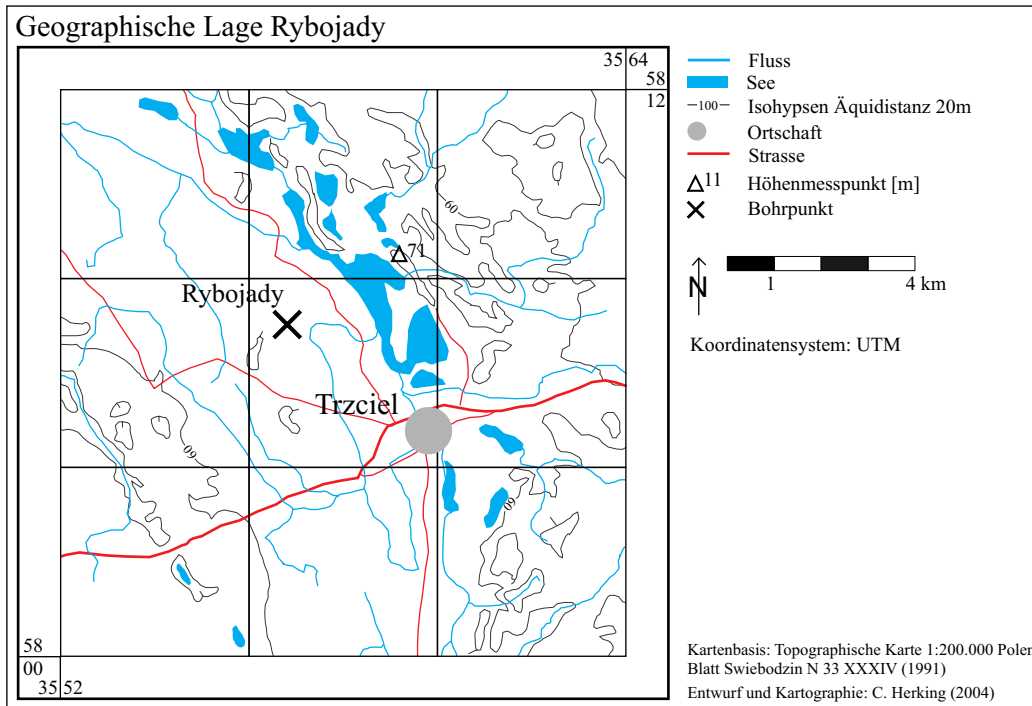 Geographische Lage Rybojady
35 64
58
12
Fluss
See
100 Isohypsen Äquidistanz 20m
Ortschaft
Strasse
11 Höhenmesspunkt [m]
Bohrpunkt
60
71
Rybojady
N
1 4 km
Koordinatensystem: UTM
Trzciel
60
60
58
00
35 52
Kartenbasis: Topographische Karte 1:200.000 Polen
Blatt Swiebodzin N 33 XXXIV (1991)
Entwurf und Kartographie: C. Herking (2004)